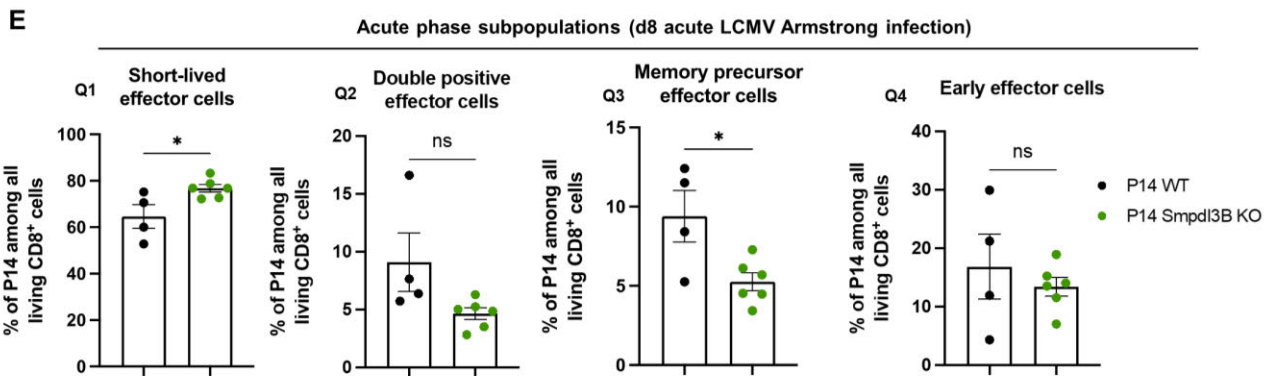 E
Acute phase subpopulations (d8 acute LCMV Armstrong infection)
Q1
Short-lived
effector cells
% of P14 among all
living CD8⁺ cells
100
80
60
40
20
0
*
Q2
Double positive
effector cells
% of P14 among all
living CD8⁺ cells
20
15
10
5
0
ns
Q3
Memory precursor
effector cells
% of P14 among all
living CD8⁺ cells
15
10
5
0
*
Q4
Early effector cells
% of P14 among all
living CD8⁺ cells
40
30
20
10
0
ns
P14 WT
P14 Smpdl3B KO